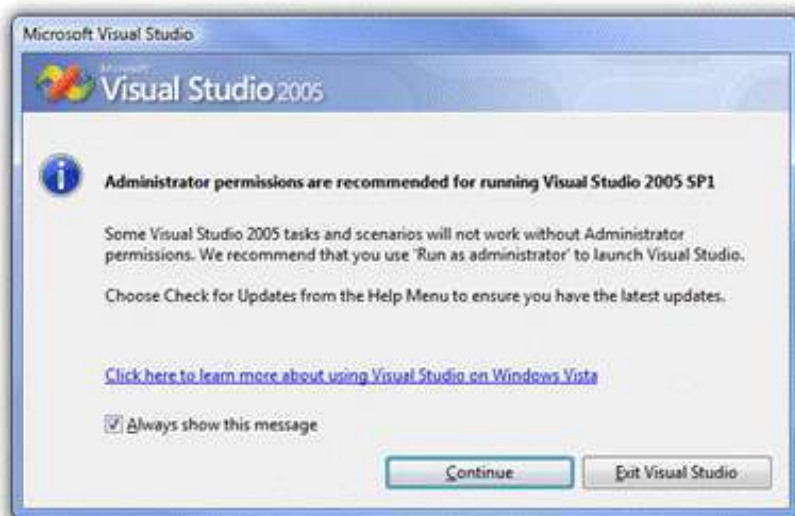 Microsoft Visual Studio
Microsoft
Visual Studio 2005
Administrator permissions are recommended for running Visual Studio 2005 SP1
Some Visual Studio 2005 tasks and scenarios will not work without Administrator
permissions. We recommend that you use 'Run as administrator' to launch Visual Studio.
Choose Check for Updates from the Help Menu to ensure you have the latest updates.
Click here to learn more about using Visual Studio on Windows Vista
Always show this message
Continue
Exit Visual Studio